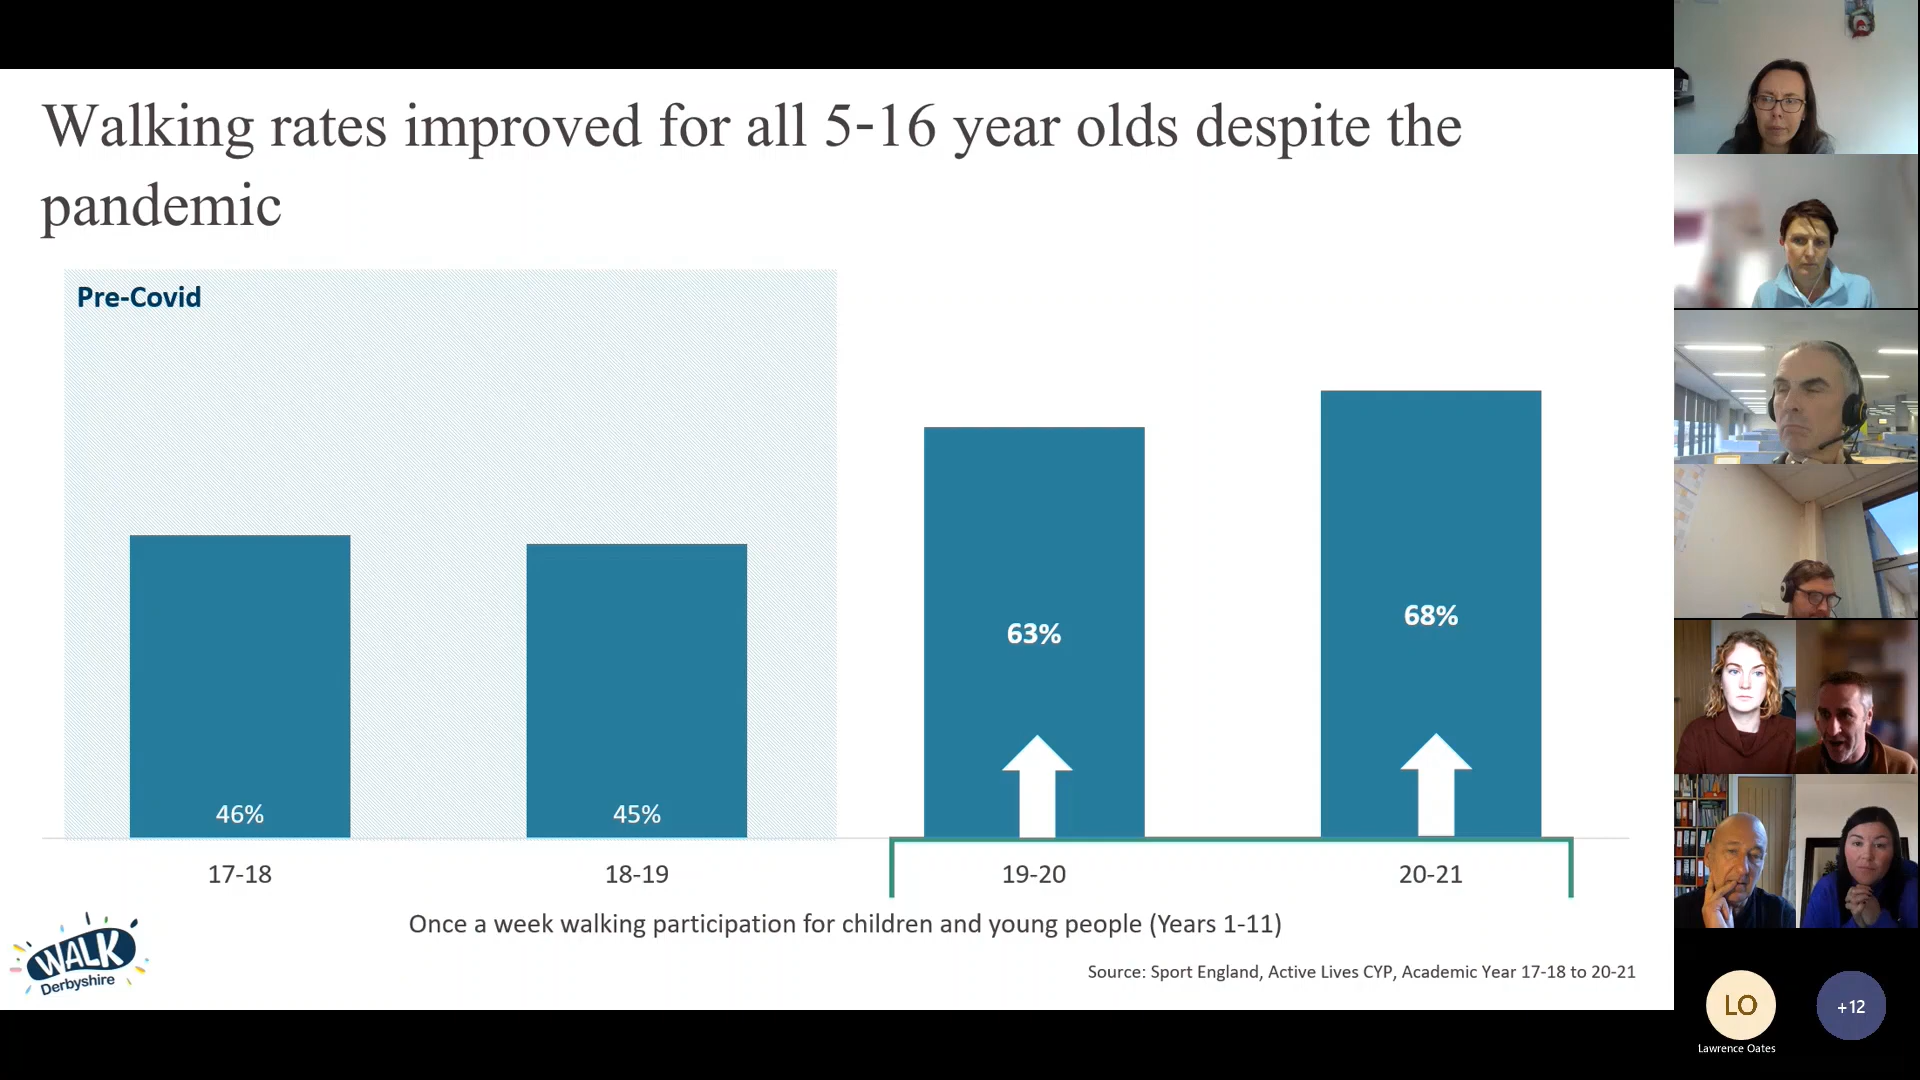 Walking rates improved for all 5-16 year olds despite the
pandemic
Pre-Covid
63%
68%
46%
45%
17-18
18-19
19-20
20-21
Once a week walking participation for children and young people (Years 1-11)
Source: Sport England, Active Lives CYP, Academic Year 17-18 to 20-21
WALK
Derbyshire
LO
+12
Lawrence Oates